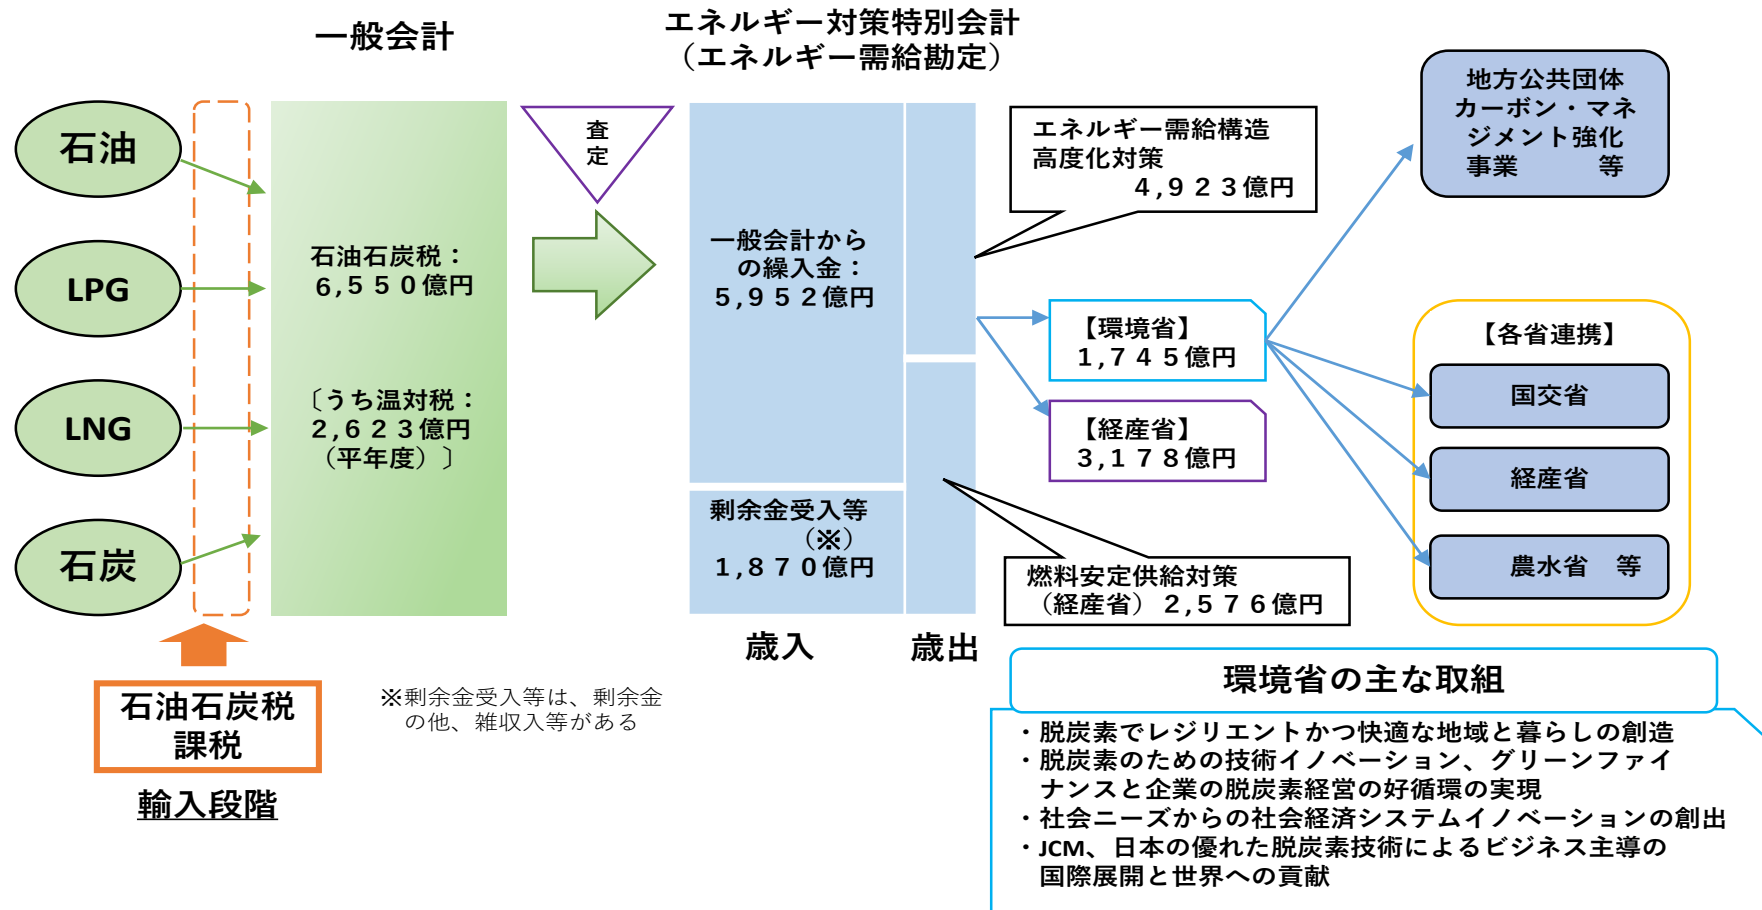 一般会計
エネルギー対策特別会計
（エネルギー需給勘定）
石油
LPG
LNG
石炭
石油石炭税：
6,５５０億円
〔うち温対税：
２,６２３億円
（平年度）〕
査
定
一般会計から
の繰入金：
５,９５２億円
剰余金受入等
（※）
１,８７０億円
歳入
歳出
エネルギー需給構造
高度化対策
４,９２３億円
【環境省】
１,７４５億円
【経産省】
３,１７８億円
燃料安定供給対策
（経産省）２,５７６億円
地方公共団体
カーボン・マネ
ジメント強化
事業　　　等
【各省連携】
国交省
経産省
農水省　等
石油石炭税
課税
輸入段階
※剰余金受入等は、剰余金
の他、雑収入等がある
環境省の主な取組
・脱炭素でレジリエントかつ快適な地域と暮らしの創造
・脱炭素のための技術イノベーション、グリーンファイ
ナンスと企業の脱炭素経営の好循環の実現
・社会ニーズからの社会経済システムイノベーションの創出
・JCM、日本の優れた脱炭素技術によるビジネス主導の
国際展開と世界への貢献